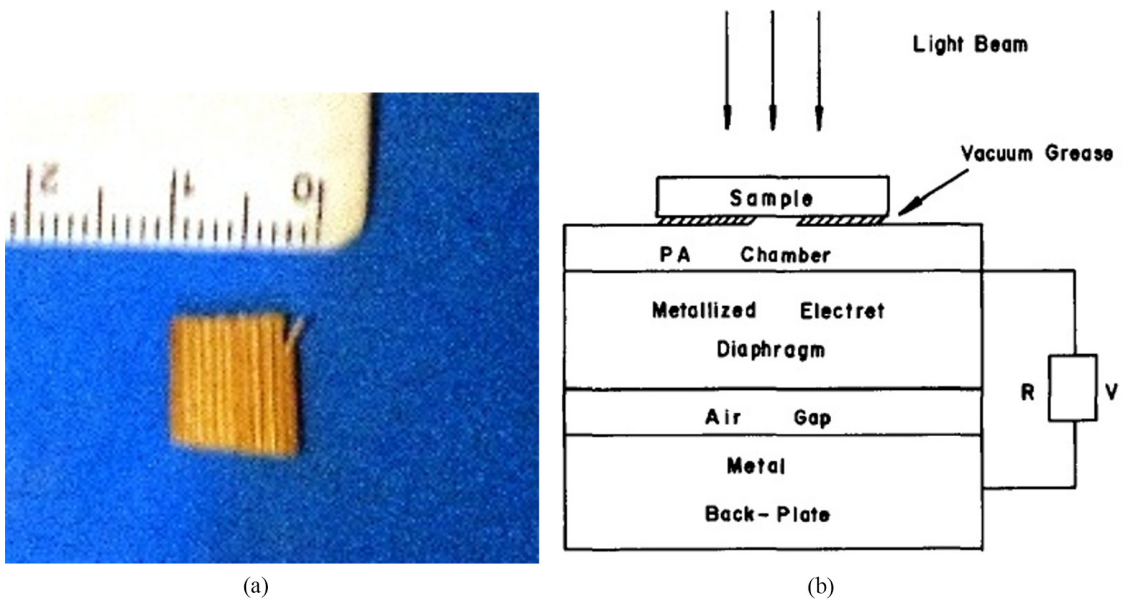 2 1 0
Light Beam
Vacuum Grease
Sample
PA Chamber
Metallized Electret
Diaphragm
R V
Air Gap
Metal
Back-Plate
(a) (b)